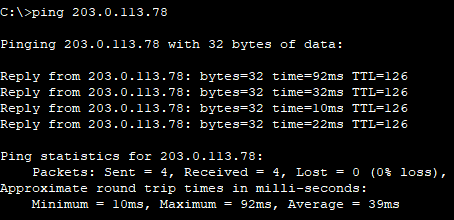 C:\>ping 203.0.113.78
Pinging 203.0.113.78 with 32 bytes of data:
Reply from 203.0.113.78: bytes=32 time=92ms TTL=126
Reply from 203.0.113.78: bytes=32 time=32ms TTL=126
Reply from 203.0.113.78: bytes=32 time=10ms TTL=126
Reply from 203.0.113.78: bytes=32 time=22ms TTL=126
Ping statistics for 203.0.113.78:
Packets: Sent = 4, Received = 4, Lost = 0 (0% loss),
Approximate round trip times in milli-seconds:
Minimum = 10ms, Maximum = 92ms, Average = 39ms